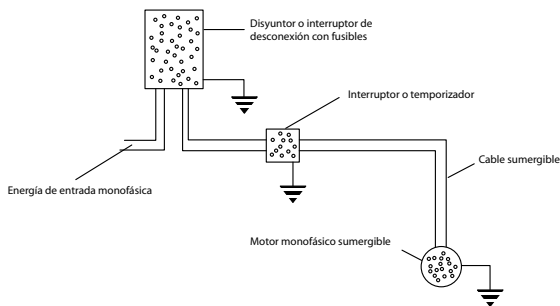 Disyuntor o interruptor de
desconexión con fusibles
Interruptor o temporizador
Cable sumergible
Energía de entrada monofásica
Motor monofásico sumergible